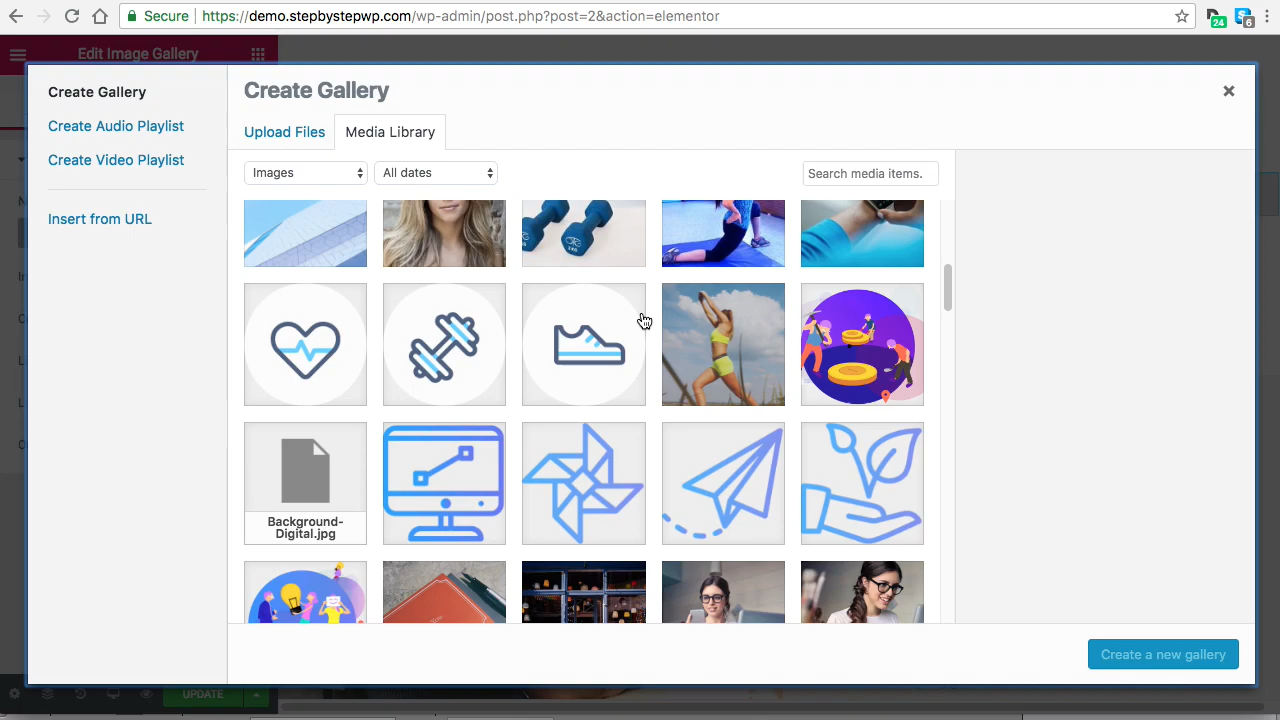 Secure
https://demo.stepbystepwp.com/wp-admin/post.php?post=2&action=elementor
24
6
Edit Image Gallery
Create Gallery
Create Audio Playlist
Create Video Playlist
Insert from URL
Create Gallery
Upload Files
Media Library
Images
All dates
Search media items.
Background-
Digital.jpg
Create a new gallery
UPDATE